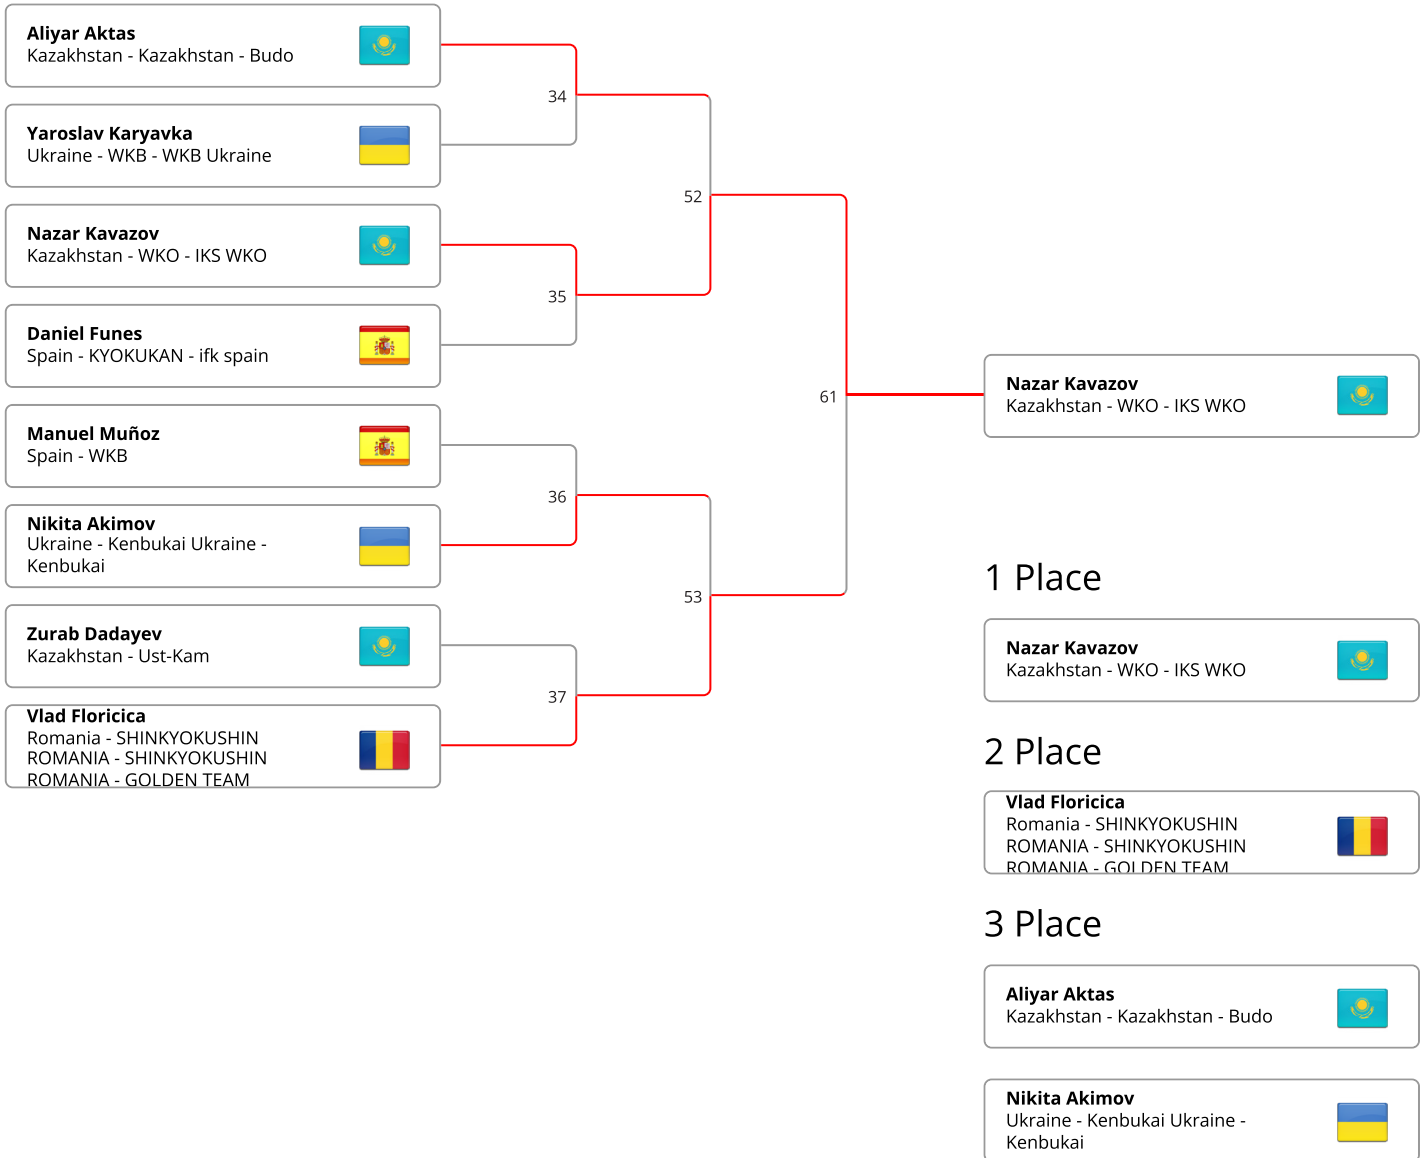 Aliyar Aktas
Kazakhstan - Kazakhstan - Budo
34
Yaroslav Karyavka
Ukraine - WKB - WKB Ukraine
52
Nazar Kavazov
Kazakhstan - WKO - IKS WKO
35
Daniel Funes
Spain - KYOKUKAN - ifk spain
61
Nazar Kavazov
Kazakhstan - WKO - IKS WKO
Manuel Muñoz
Spain - WKB
36
Nikita Akimov
Ukraine - Kenbukai Ukraine -
Kenbukai
53
Zurab Dadayev
Kazakhstan - Ust-Kam
37
Vlad Floricica
Romania - SHINKYOKUSHIN
ROMANIA - SHINKYOKUSHIN
ROMANIA - GOLDEN TEAM
1 Place
Nazar Kavazov
Kazakhstan - WKO - IKS WKO
2 Place
Vlad Floricica
Romania - SHINKYOKUSHIN
ROMANIA - SHINKYOKUSHIN
ROMANIA - GOLDEN TEAM
3 Place
Aliyar Aktas
Kazakhstan - Kazakhstan - Budo
Nikita Akimov
Ukraine - Kenbukai Ukraine -
Kenbukai